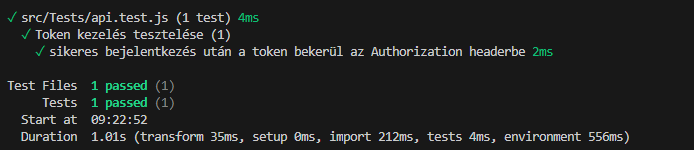 ✓ src/Tests/api.test.js (1 test) 4ms
✓ Token kezelés tesztelése (1)
✓ sikeres bejelentkezés után a token bekerül az Authorization headerbe 2ms
Test Files 1 passed (1)
Tests 1 passed (1)
Start at 09:22:52
Duration 1.01s (transform 35ms, setup 0ms, import 212ms, tests 4ms, environment 556ms)